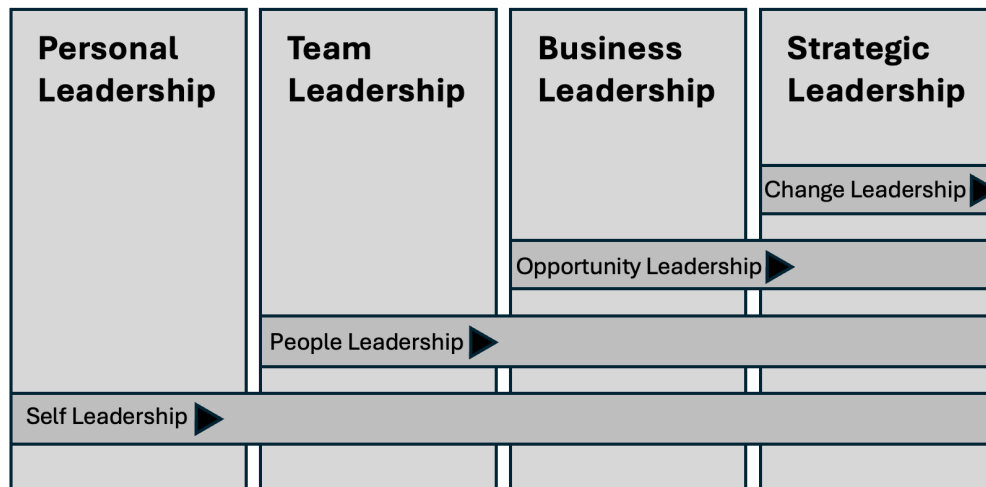 Personal
Leadership
Team
Leadership
Business
Leadership
Strategic
Leadership
Change Leadership
Opportunity Leadership
People Leadership
Self Leadership